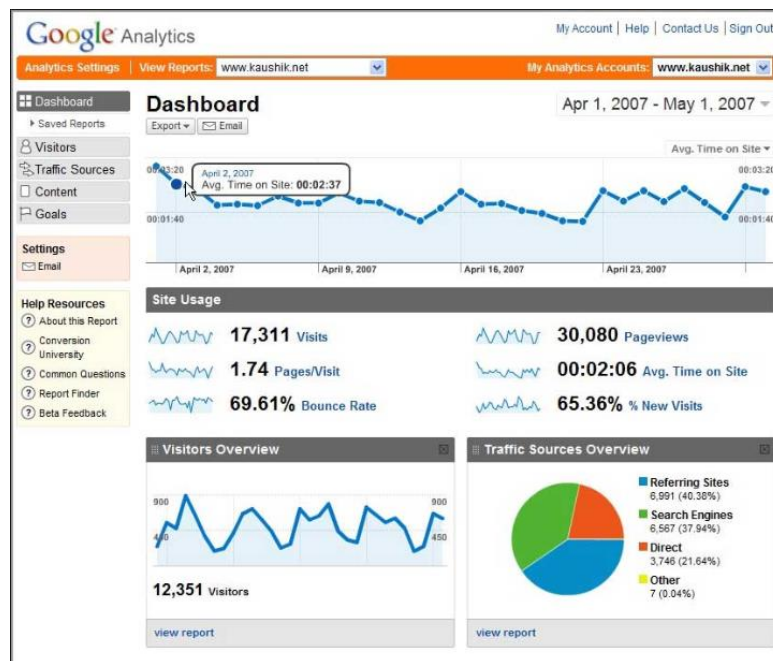 Google Analytics
My Account | Help | Contact Us | Sign Out
Analytics Settings | View Reports: www.kaushik.net
My Analytics Accounts: www.kaushik.net
Dashboard
Saved Reports
Visitors
Traffic Sources
Content
Goals
Settings
Email
Help Resources
About this Report
Conversion
University
Common Questions
Report Finder
Beta Feedback
Dashboard
Apr 1, 2007 - May 1, 2007
Export
Email
Avg. Time on Site
00:03:20
00:03:20
April 2, 2007
Avg. Time on Site: 00:02:37
00:01:40
00:01:40
April 2, 2007
April 9, 2007
April 16, 2007
April 23, 2007
Site Usage
17,311 Visits
30,080 Pageviews
1.74 Pages/Visit
00:02:06 Avg. Time on Site
69.61% Bounce Rate
65.36% % New Visits
Visitors Overview
900
900
450
450
12,351 Visitors
view report
Traffic Sources Overview
Referring Sites
6,991 (40.38%)
Search Engines
6,567 (37.94%)
Direct
3,746 (21.64%)
Other
7 (0.04%)
view report